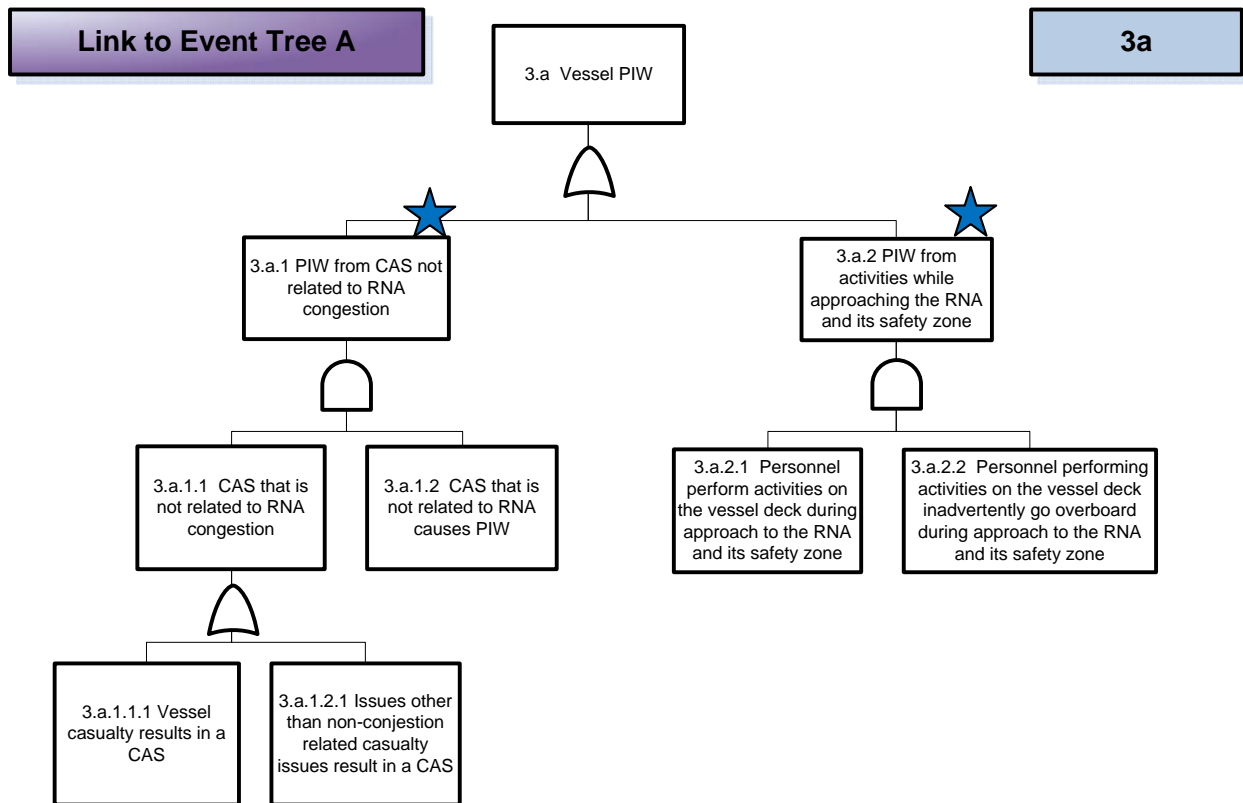 Link to Event Tree A
3a
3.a  Vessel PIW
3.a.1 PIW from CAS not
related to RNA
congestion
3.a.2 PIW from
activities while
approaching the RNA
and its safety zone
3.a.1.1  CAS that is
not related to RNA
congestion
3.a.1.2  CAS that is
not related to RNA
causes PIW
3.a.2.1  Personnel
perform activities on
the vessel deck during
approach to the RNA
and its safety zone
3.a.2.2  Personnel performing
activities on the vessel deck
inadvertently go overboard
during approach to the RNA
and its safety zone
3.a.1.1.1 Vessel
casualty results in a
CAS
3.a.1.2.1 Issues other
than non-conjestion
related casualty
issues result in a CAS